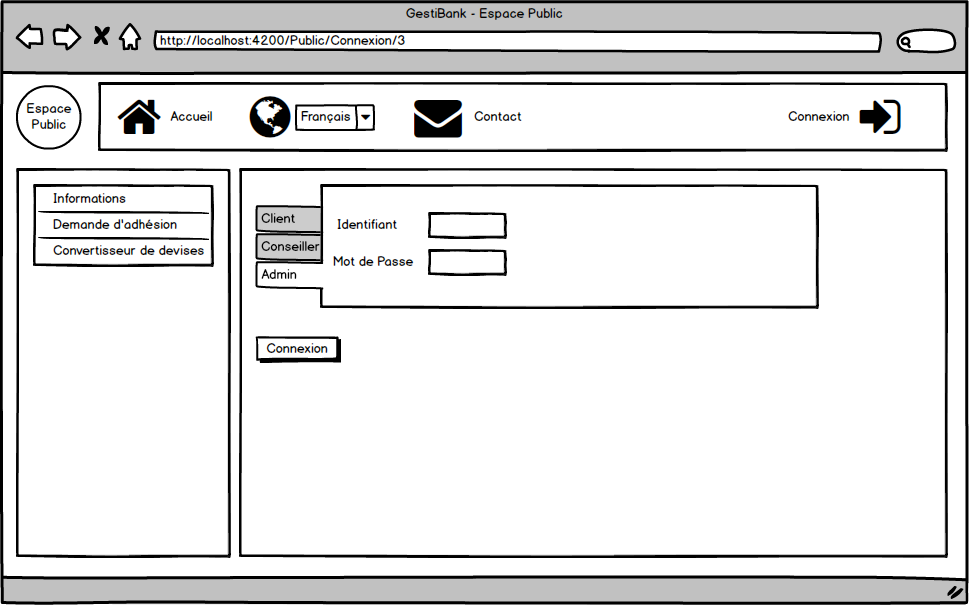 GestiBank - Espace Public
http://localhost:4200/Public/Connexion/3
Espace
Public
Accueil
Français
Contact
Connexion
Informations
Demande d'adhésion
Convertisseur de devises
Client
Conseiller
Admin
Identifiant
Mot de Passe
Connexion